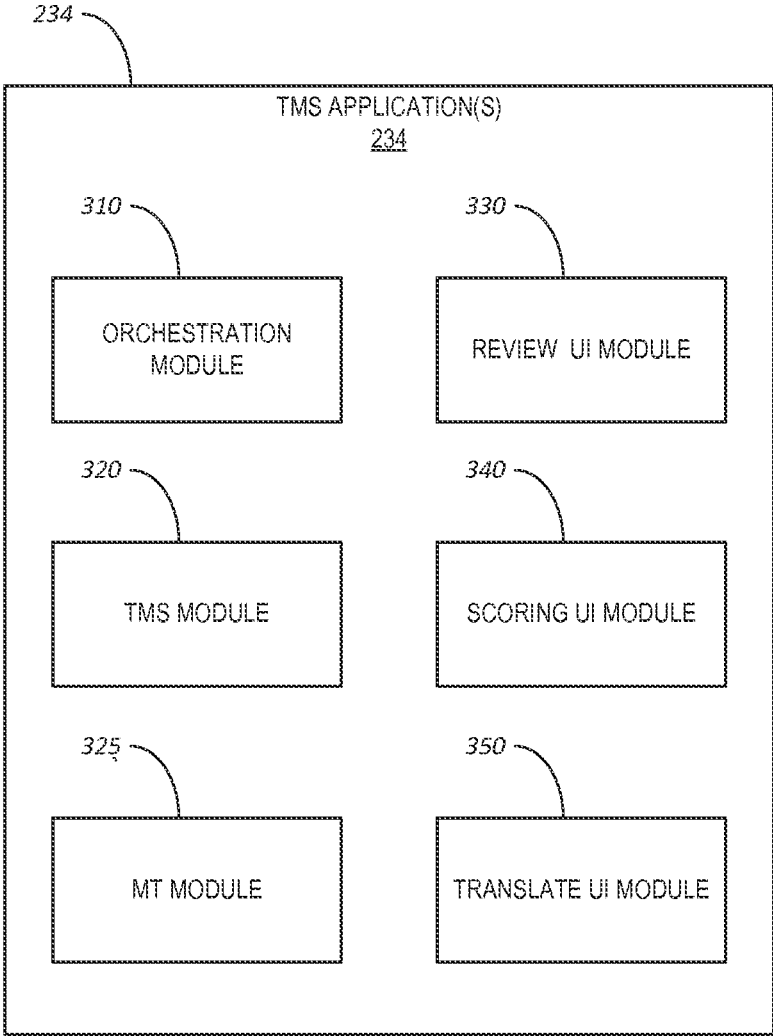 234
TMS APPLICATION(S)
234
310
330
ORCHESTRATION
MODULE
REVIEW UI MODULE
320
340
TMS MODULE
SCORING UI MODULE
325
350
MT MODULE
TRANSLATE UI MODULE